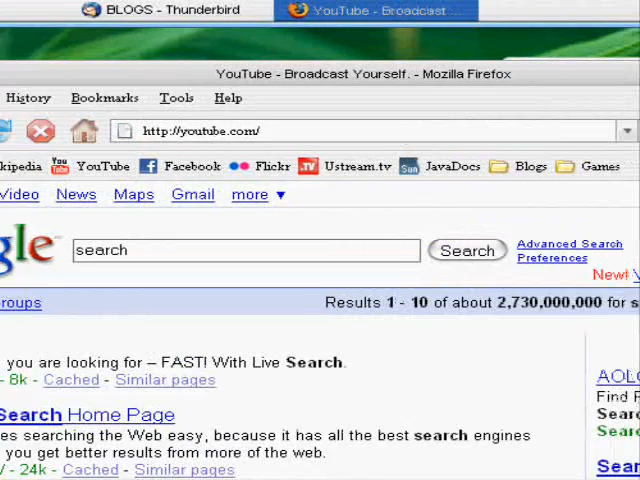 BLOGS - Thunderbird
YouTube - Broadcast ...
YouTube - Broadcast Yourself. - Mozilla Firefox
History Bookmarks Tools Help
http://youtube.com/
kipedia YouTube Facebook Flickr Ustream.tv JavaDocs Blogs Games
Video News Maps Gmail more ▼
gle search Search Advanced Search
Preferences
New!
roups Results 1 - 10 of about 2,730,000,000 for s
you are looking for – FAST! With Live Search.
- 8k - Cached - Similar pages
AOL
Search Home Page
Find
es searching the Web easy, because it has all the best search engines
Searc
you get better results from more of the web.
Searc
/ - 24k - Cached - Similar pages
Sear